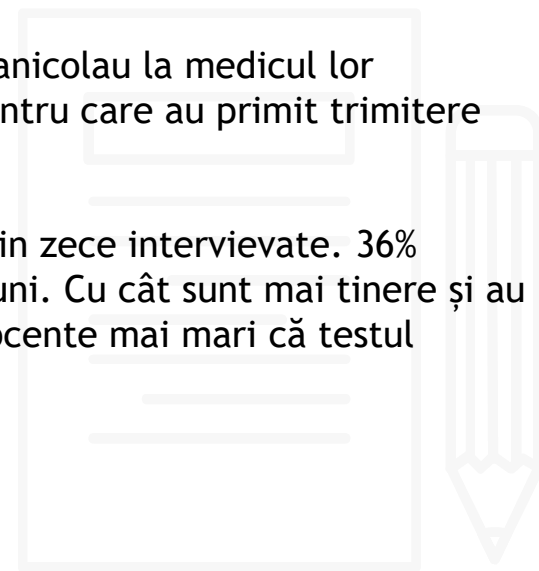 anicolau la medicul lor
ntru care au primit trimitere
in zece intervievate. 36%
uni. Cu cât sunt mai tinere și au
ocente mai mari că testul